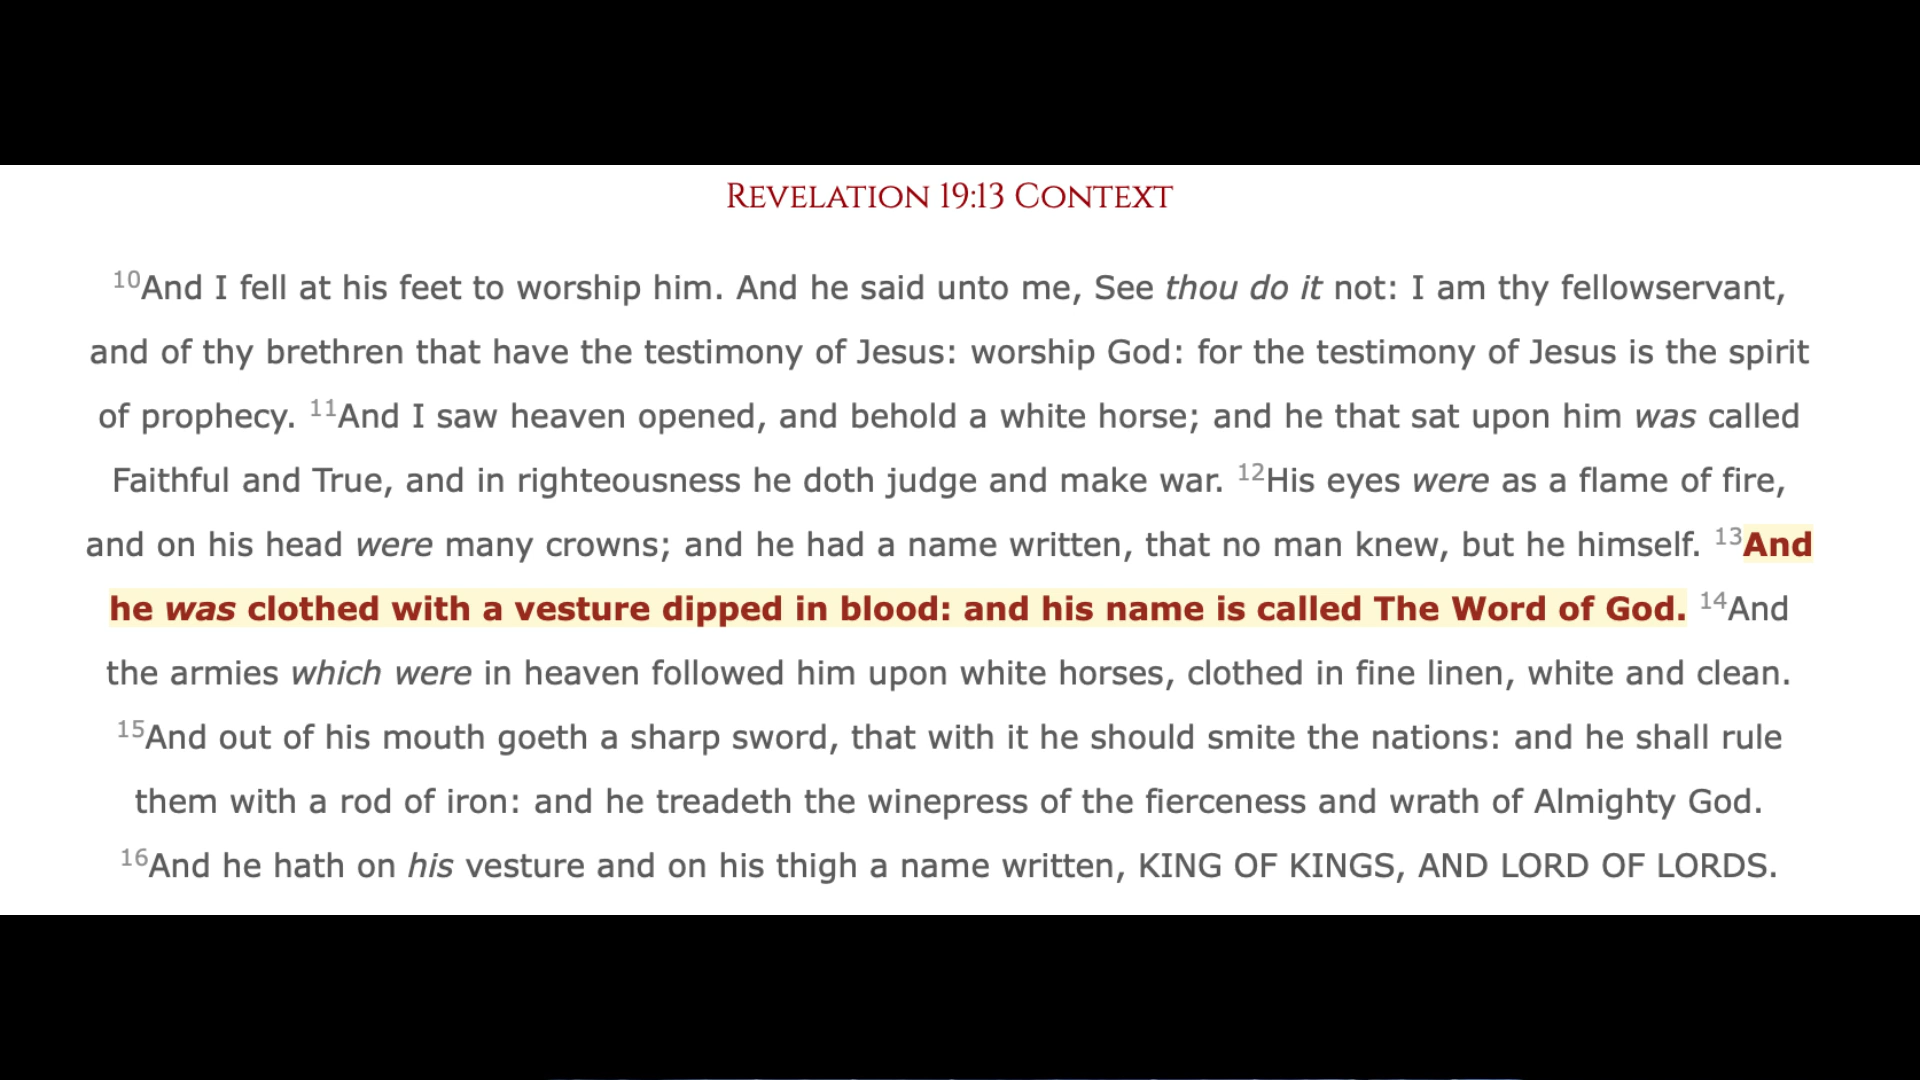 REVELATION 19:13 CONTEXT
10And I fell at his feet to worship him. And he said unto me, See thou do it not: I am thy fellowservant,
and of thy brethren that have the testimony of Jesus: worship God: for the testimony of Jesus is the spirit
of prophecy. 11And I saw heaven opened, and behold a white horse; and he that sat upon him was called
Faithful and True, and in righteousness he doth judge and make war. 12His eyes were as a flame of fire,
and on his head were many crowns; and he had a name written, that no man knew, but he himself. 13And
he was clothed with a vesture dipped in blood: and his name is called The Word of God. 14And
the armies which were in heaven followed him upon white horses, clothed in fine linen, white and clean.
15And out of his mouth goeth a sharp sword, that with it he should smite the nations: and he shall rule
them with a rod of iron: and he treadeth the winepress of the fierceness and wrath of Almighty God.
16And he hath on his vesture and on his thigh a name written, KING OF KINGS, AND LORD OF LORDS.